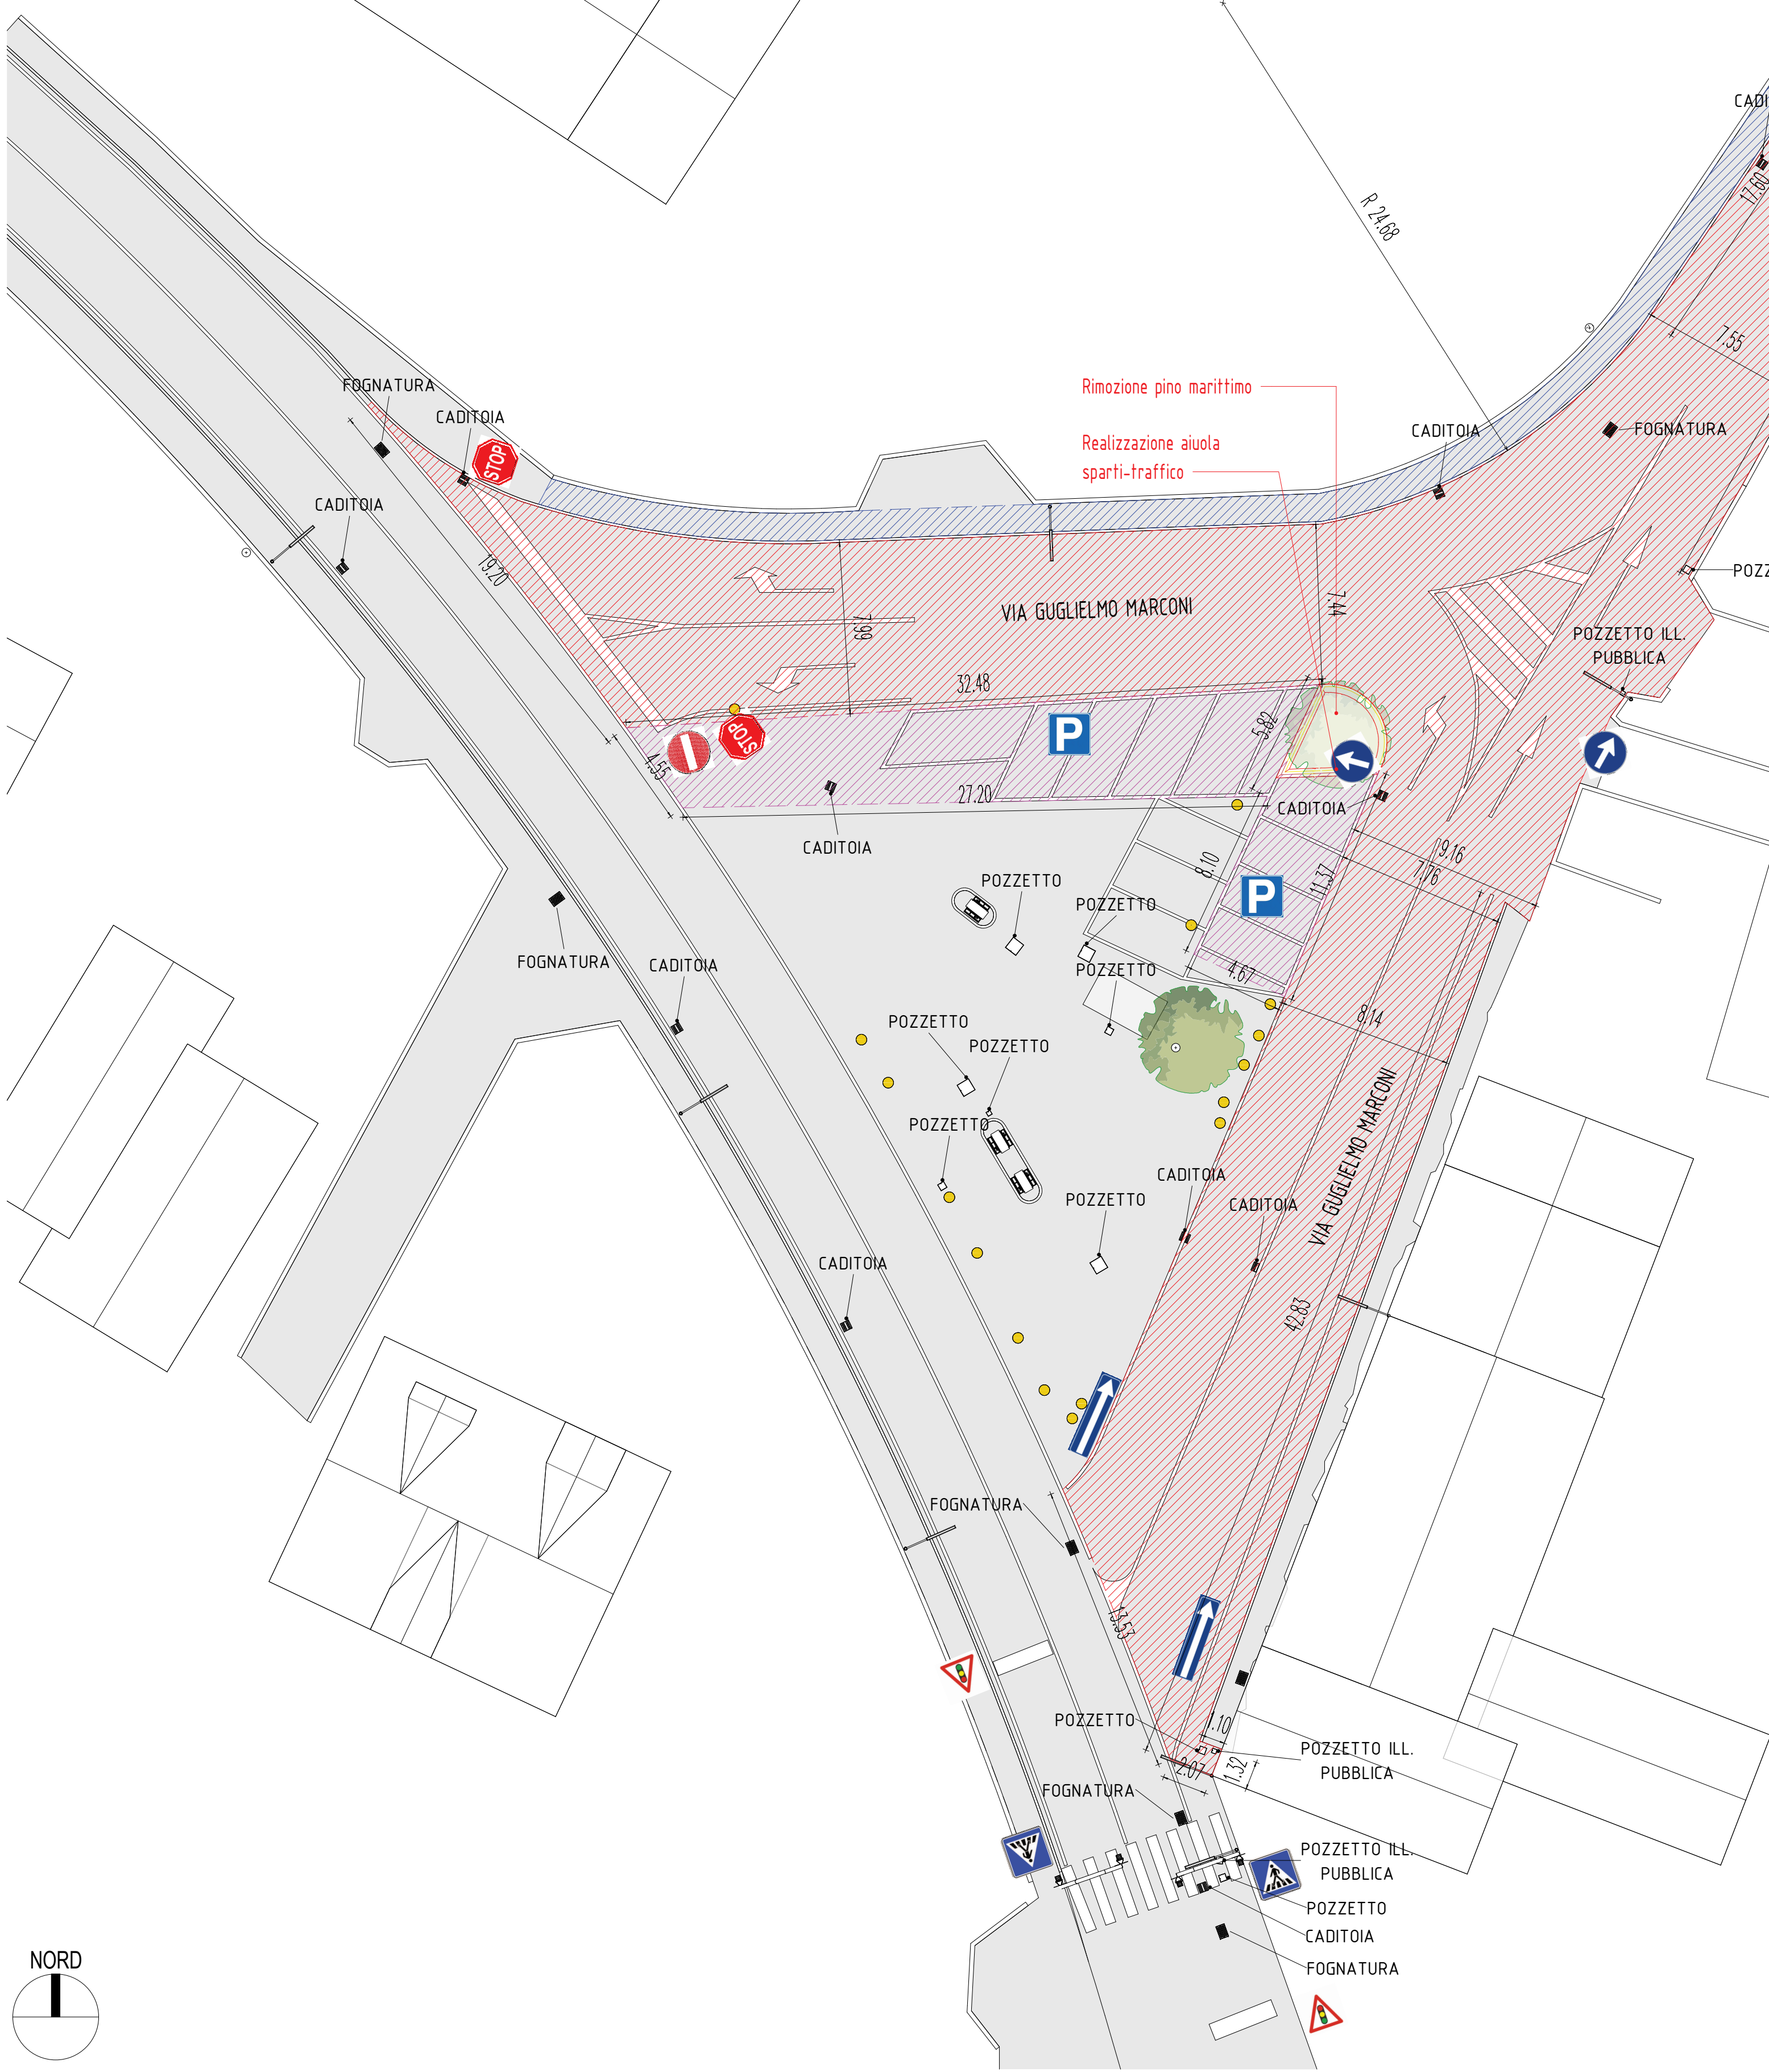 CADI
17.60
R 24.68
7.55
Rimozione pino marittimo
FOGNATURA
CADITOIA
Realizzazione aiuola
sparti-traffico
CADITOIA
FOGNATURA
STOP
CADITOIA
19.20
POZZ
VIA GUGLIELMO MARCONI
7.99
7.44
POZZETTO ILL.
PUBBLICA
32.48
STOP
P
5.82
4.55
27.20
CADITOIA
CADITOIA
9.16
7.76
8.10
11.37
POZZETTO
P
POZZETTO
FOGNATURA
CADITOIA
POZZETTO
4.67
POZZETTO
8.14
POZZETTO
VIA GUGLIELMO MARCONI
POZZETTO
CADITOIA
POZZETTO
CADITOIA
CADITOIA
42.83
FOGNATURA
13.53
POZZETTO
1.10
POZZETTO ILL.
PUBBLICA
2.07
1.32
FOGNATURA
POZZETTO ILL.
PUBBLICA
POZZETTO
CADITOIA
NORD
FOGNATURA